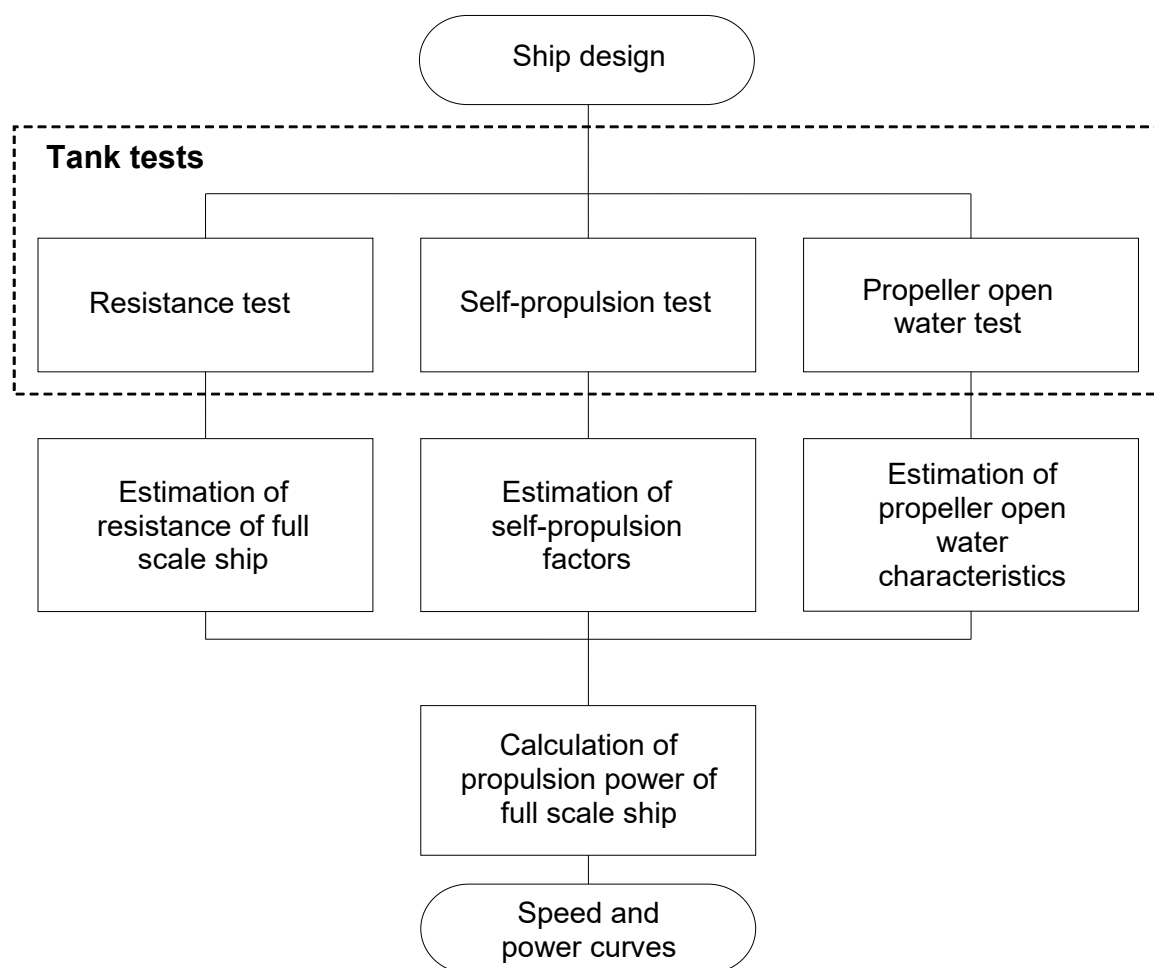 Ship design
Tank tests
Resistance test
Self-propulsion test
Propeller open
water test
Estimation of
resistance of full
scale ship
Estimation of
self-propulsion
factors
Estimation of
propeller open
water
characteristics
Calculation of
propulsion power of
full scale ship
Speed and
power curves